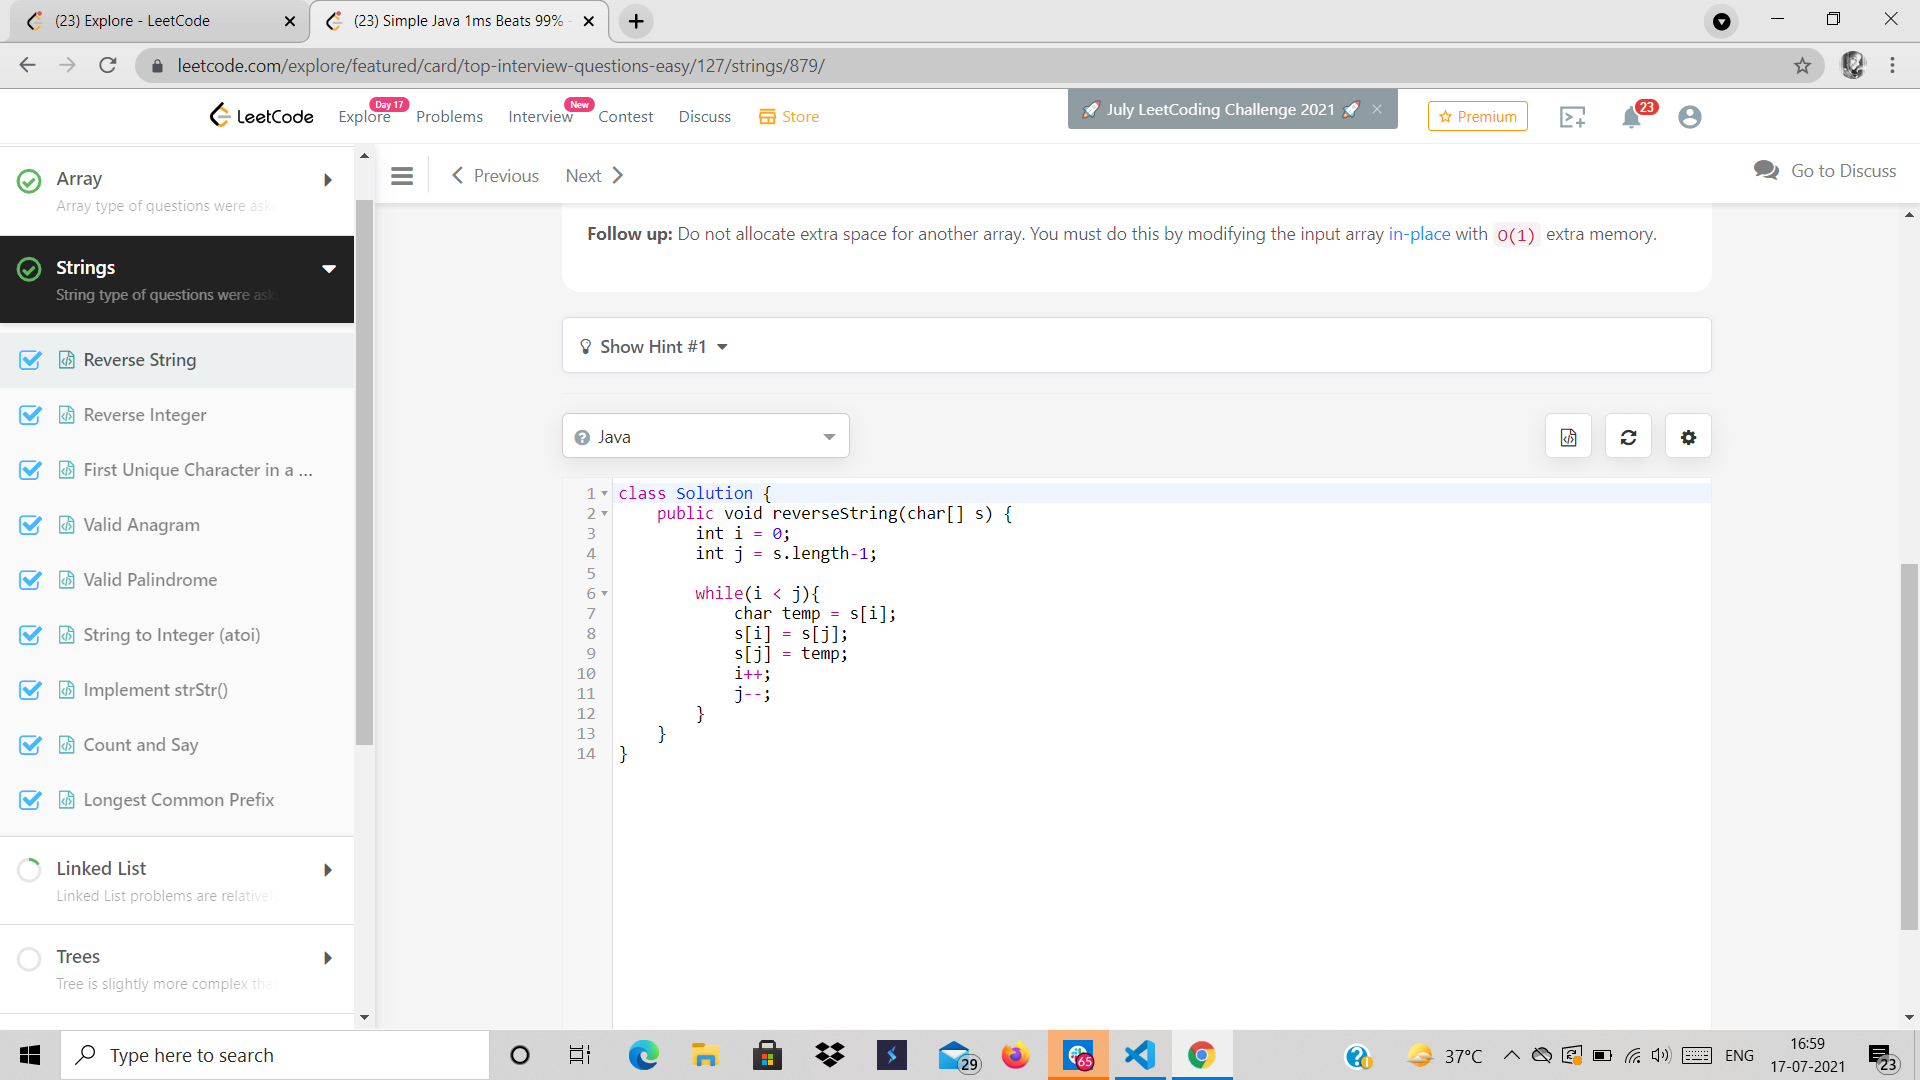 (23) Explore - LeetCode
(23) Simple Java 1ms Beats 99% -
leetcode.com/explore/featured/card/top-interview-questions-easy/127/strings/879/
LeetCode
Explore
Day 17
Problems
Interview
New
Contest
Discuss
Store
🚀 July LeetCoding Challenge 2021 🚀 ×
Premium
23
Array
Array type of questions were aske
Strings
String type of questions were ask
Reverse String
Reverse Integer
First Unique Character in a ...
Valid Anagram
Valid Palindrome
String to Integer (atoi)
Implement strStr()
Count and Say
Longest Common Prefix
Linked List
Linked List problems are relative
Trees
Tree is slightly more complex tha
Previous
Next
Go to Discuss
Follow up: Do not allocate extra space for another array. You must do this by modifying the input array in-place with O(1) extra memory.
Show Hint #1
Java
1 class Solution {
2     public void reverseString(char[] s) {
3         int i = 0;
4         int j = s.length-1;
5
6         while(i < j){
7             char temp = s[i];
8             s[i] = s[j];
9             s[j] = temp;
10             i++;
11             j--;
12         }
13     }
14 }
Type here to search
29
65
37°C
ENG
16:59
17-07-2021
23